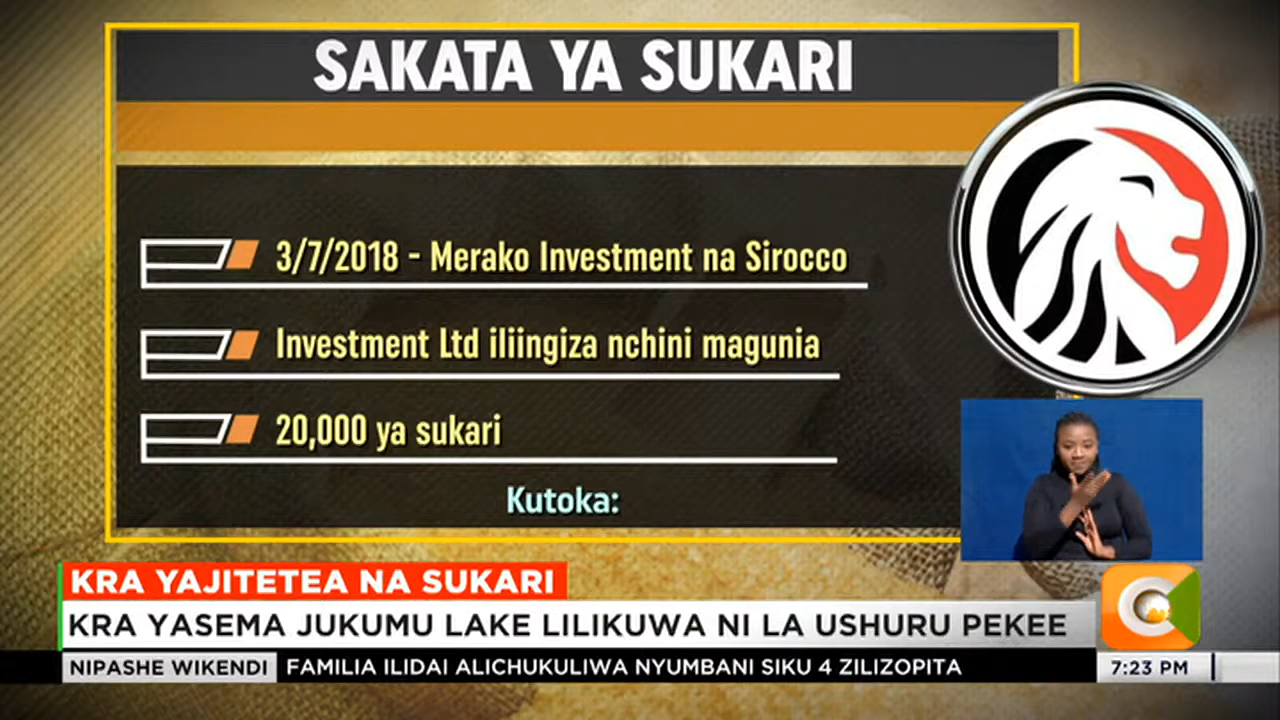 SAKATA YA SUKARI
3/7/2018 - Merako Investment na Sirocco
Investment Ltd iliingiza nchini magunia
20,000 ya sukari
Kutoka:
KRA YAJITETEA NA SUKARI
KRA YASEMA JUKUMU LAKE LILIKUWA NI LA USHURU PEKEE
NIPASHE WIKENDI FAMILIA ILIDAI ALICHUKULIWA NYUMBANI SIKU 4 ZILIZOPITA 7:23 PM